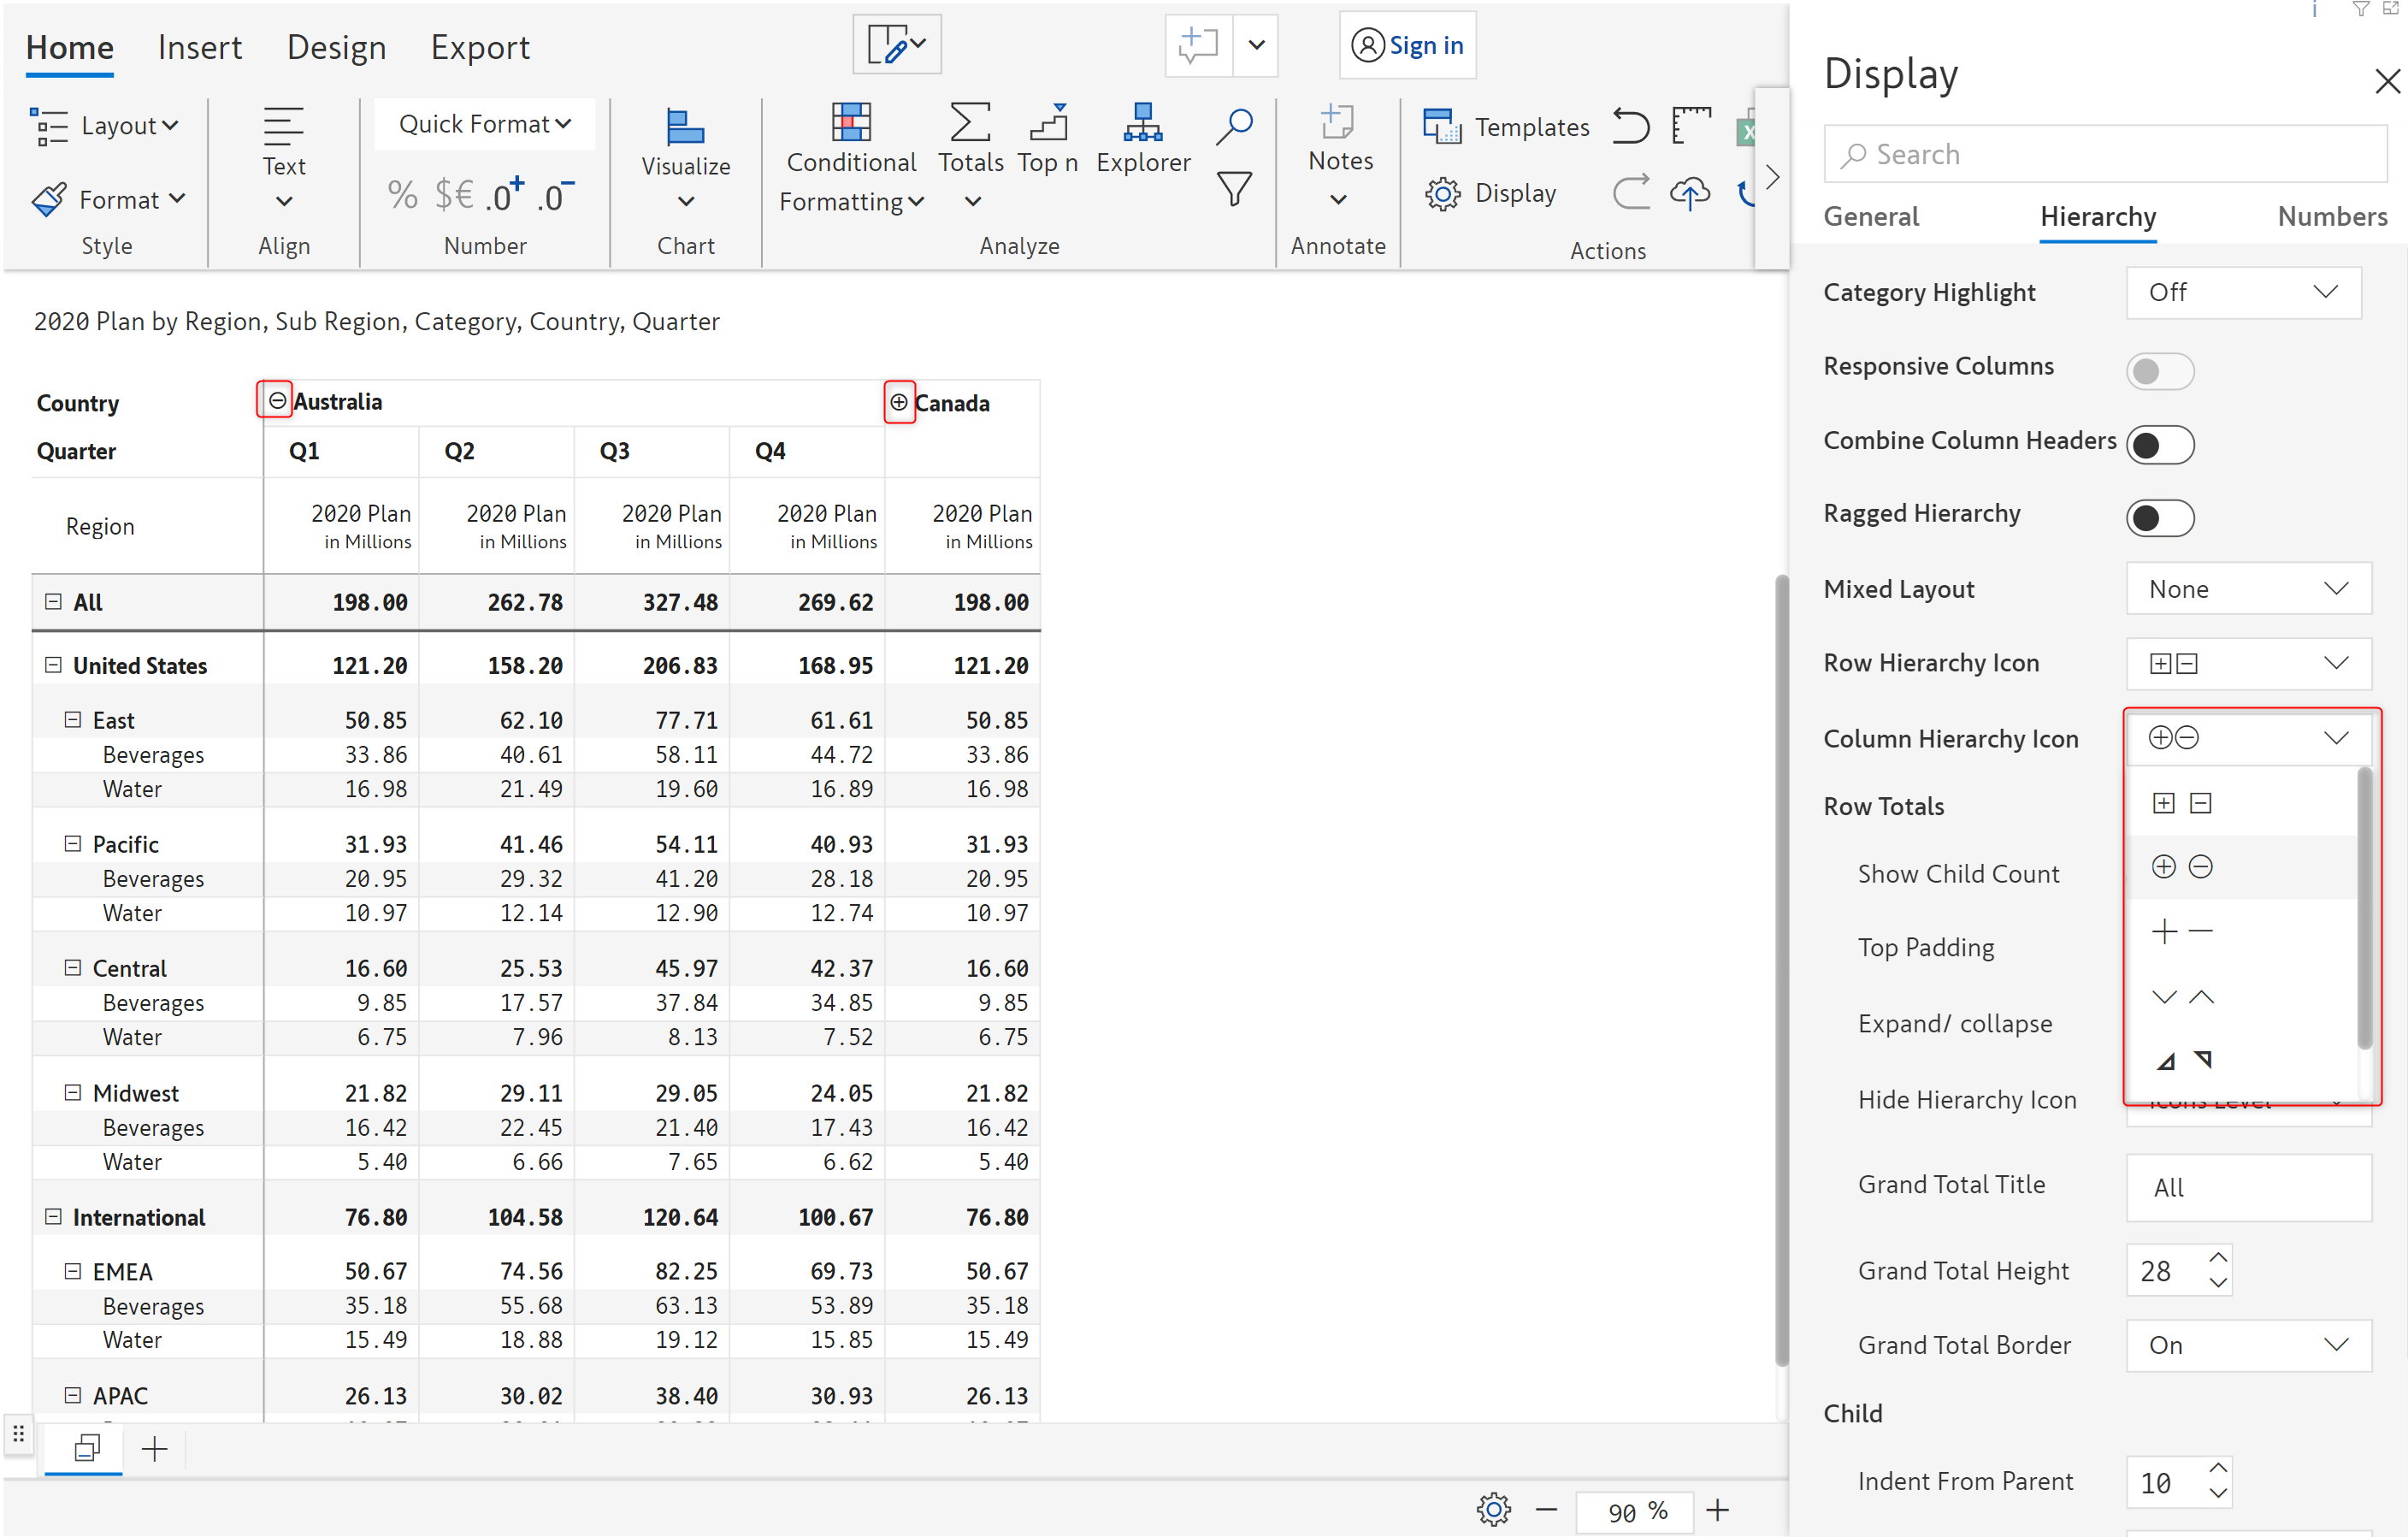 Home Insert Design Export Sign in
Layout Text Quick Format Visualize Conditional Formatting Totals Top n Explorer Notes Templates
Format % $€ .0+ .0− Display
Style Align Number Chart Analyze Annotate Actions
2020 Plan by Region, Sub Region, Category, Country, Quarter
Country Australia Canada
Quarter Q1 Q2 Q3 Q4
Region 2020 Plan 2020 Plan 2020 Plan 2020 Plan 2020 Plan
in Millions in Millions in Millions in Millions in Millions
All 198.00 262.78 327.48 269.62 198.00
United States 121.20 158.20 206.83 168.95 121.20
East 50.85 62.10 77.71 61.61 50.85
Beverages 33.86 40.61 58.11 44.72 33.86
Water 16.98 21.49 19.60 16.89 16.98
Pacific 31.93 41.46 54.11 40.93 31.93
Beverages 20.95 29.32 41.20 28.18 20.95
Water 10.97 12.14 12.90 12.74 10.97
Central 16.60 25.53 45.97 42.37 16.60
Beverages 9.85 17.57 37.84 34.85 9.85
Water 6.75 7.96 8.13 7.52 6.75
Midwest 21.82 29.11 29.05 24.05 21.82
Beverages 16.42 22.45 21.40 17.43 16.42
Water 5.40 6.66 7.65 6.62 5.40
International 76.80 104.58 120.64 100.67 76.80
EMEA 50.67 74.56 82.25 69.73 50.67
Beverages 35.18 55.68 63.13 53.89 35.18
Water 15.49 18.88 19.12 15.85 15.49
APAC 26.13 30.02 38.40 30.93 26.13
90 %
Display
Search
General Hierarchy Numbers
Category Highlight Off
Responsive Columns
Combine Column Headers
Ragged Hierarchy
Mixed Layout None
Row Hierarchy Icon
Column Hierarchy Icon
Row Totals
Show Child Count
Top Padding
Expand/ collapse
Hide Hierarchy Icon Icons Level
Grand Total Title All
Grand Total Height 28
Grand Total Border On
Child
Indent From Parent 10